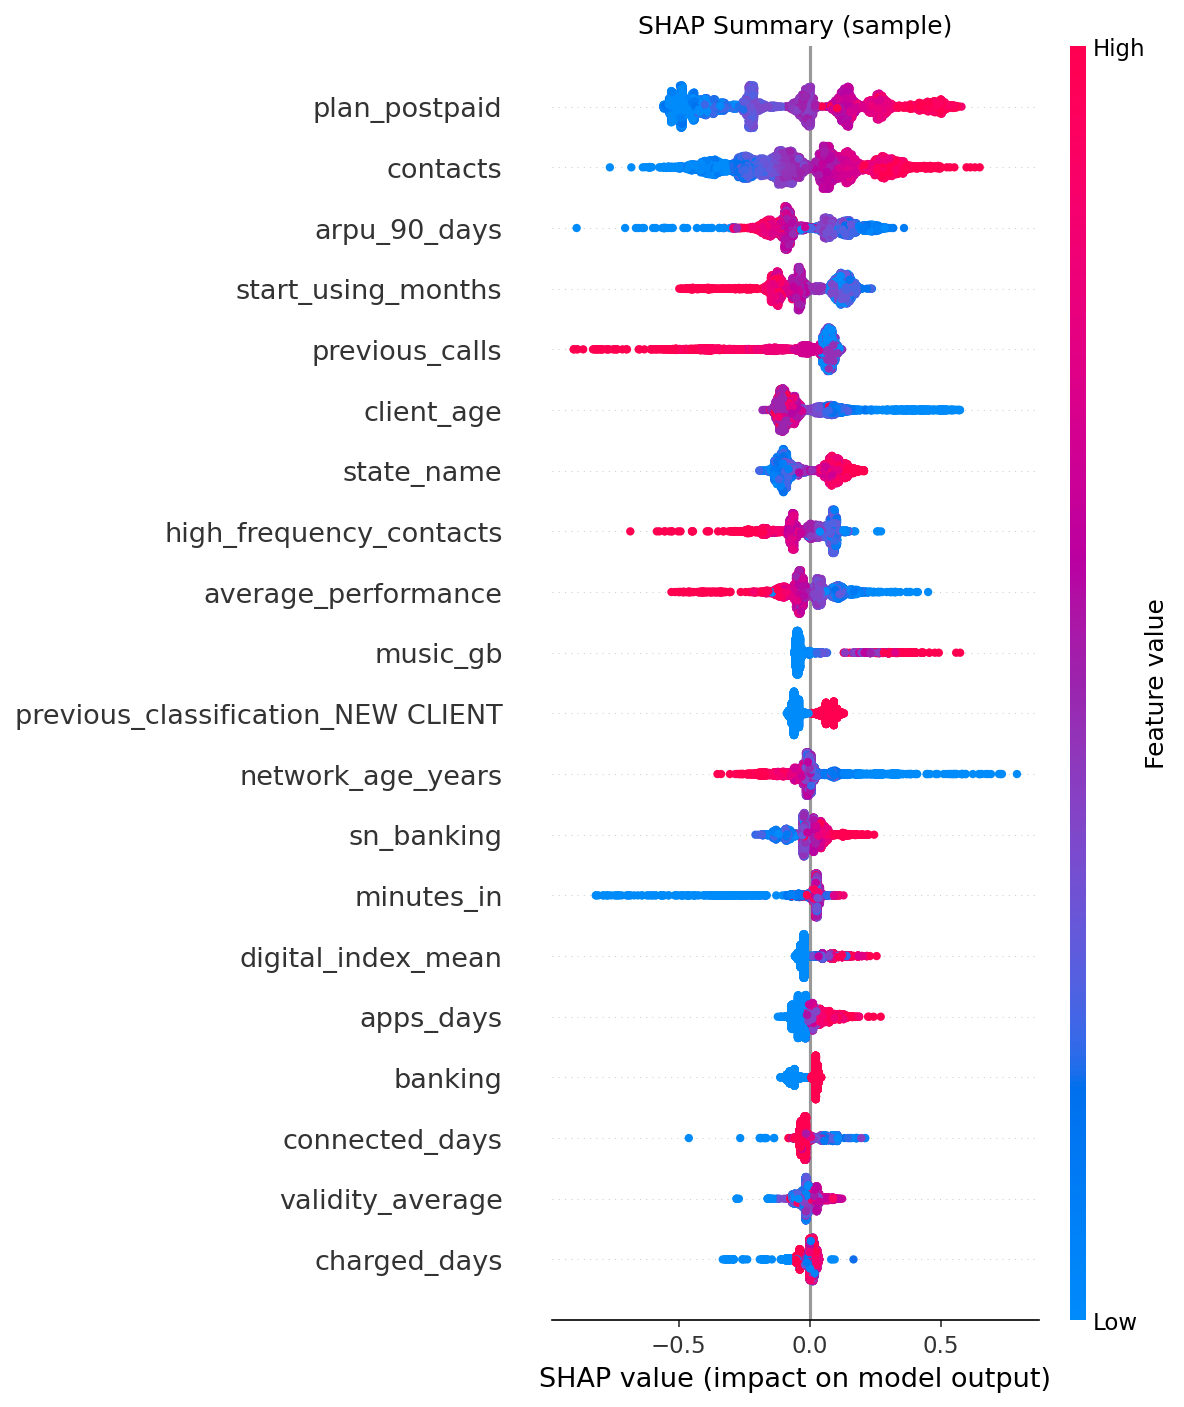 SHAP Summary (sample)
High
plan_postpaid
contacts
arpu_90_days
start_using_months
previous_calls
client_age
state_name
high_frequency_contacts
average_performance
music_gb
previous_classification_NEW CLIENT
network_age_years
sn_banking
minutes_in
digital_index_mean
apps_days
banking
connected_days
validity_average
charged_days
Feature value
Low
−0.5 0.0 0.5
SHAP value (impact on model output)